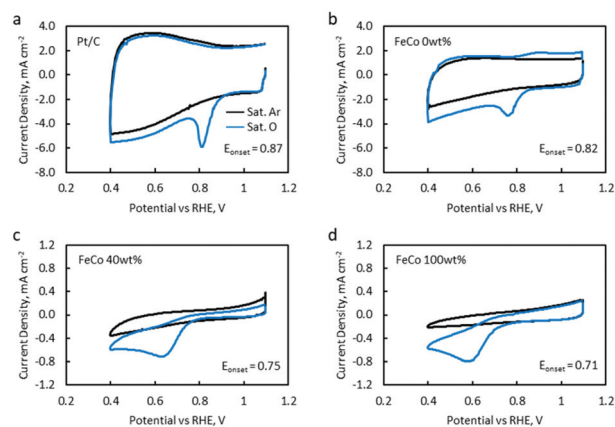 a
Pt/C
4.0
2.0
0.0
-2.0
-4.0
-6.0
-8.0
Current Density, mA cm⁻²
Sat. Ar
Sat. O
Eonset = 0.87
0.2 0.4 0.6 0.8 1 1.2
Potential vs RHE, V
b
FeCo 0wt%
4.0
2.0
0.0
-2.0
-4.0
-6.0
-8.0
Current Density, mA cm⁻²
Eonset = 0.82
0.2 0.4 0.6 0.8 1 1.2
Potential vs RHE, V
c
FeCo 40wt%
1.2
0.8
0.4
0.0
-0.4
-0.8
-1.2
Current Density, mA cm⁻²
Eonset = 0.75
0.2 0.4 0.6 0.8 1 1.2
Potential vs RHE, V
d
FeCo 100wt%
1.2
0.8
0.4
0.0
-0.4
-0.8
-1.2
Current Density, mA cm⁻²
Eonset = 0.71
0.2 0.4 0.6 0.8 1 1.2
Potential vs RHE, V